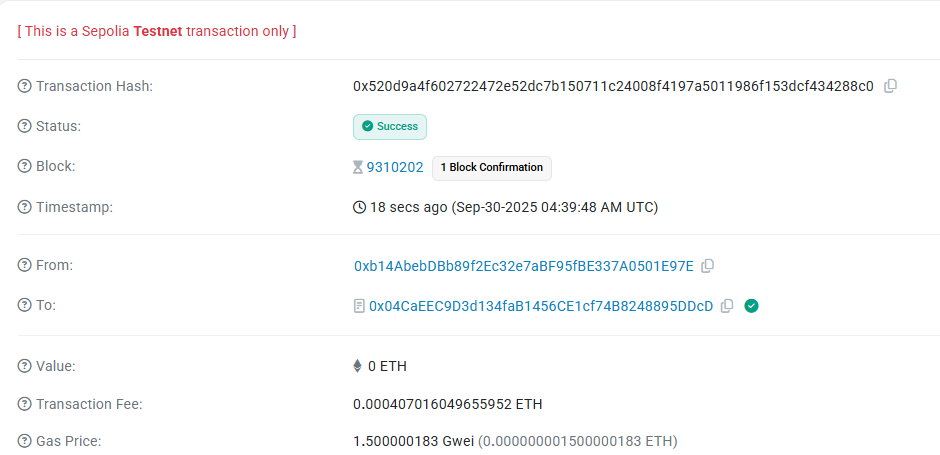 [ This is a Sepolia Testnet transaction only ]
Transaction Hash: 0x520d9a4f602722472e52dc7b150711c24008f4197a5011986f153dcf434288c0
Status: Success
Block: 9310202 1 Block Confirmation
Timestamp: 18 secs ago (Sep-30-2025 04:39:48 AM UTC)
From: 0xb14AbebDBb89f2Ec32e7aBF95fBE337A0501E97E
To: 0x04CaEEC9D3d134faB1456CE1cf74B8248895DDcD
Value: 0 ETH
Transaction Fee: 0.000407016049655952 ETH
Gas Price: 1.500000183 Gwei (0.000000001500000183 ETH)